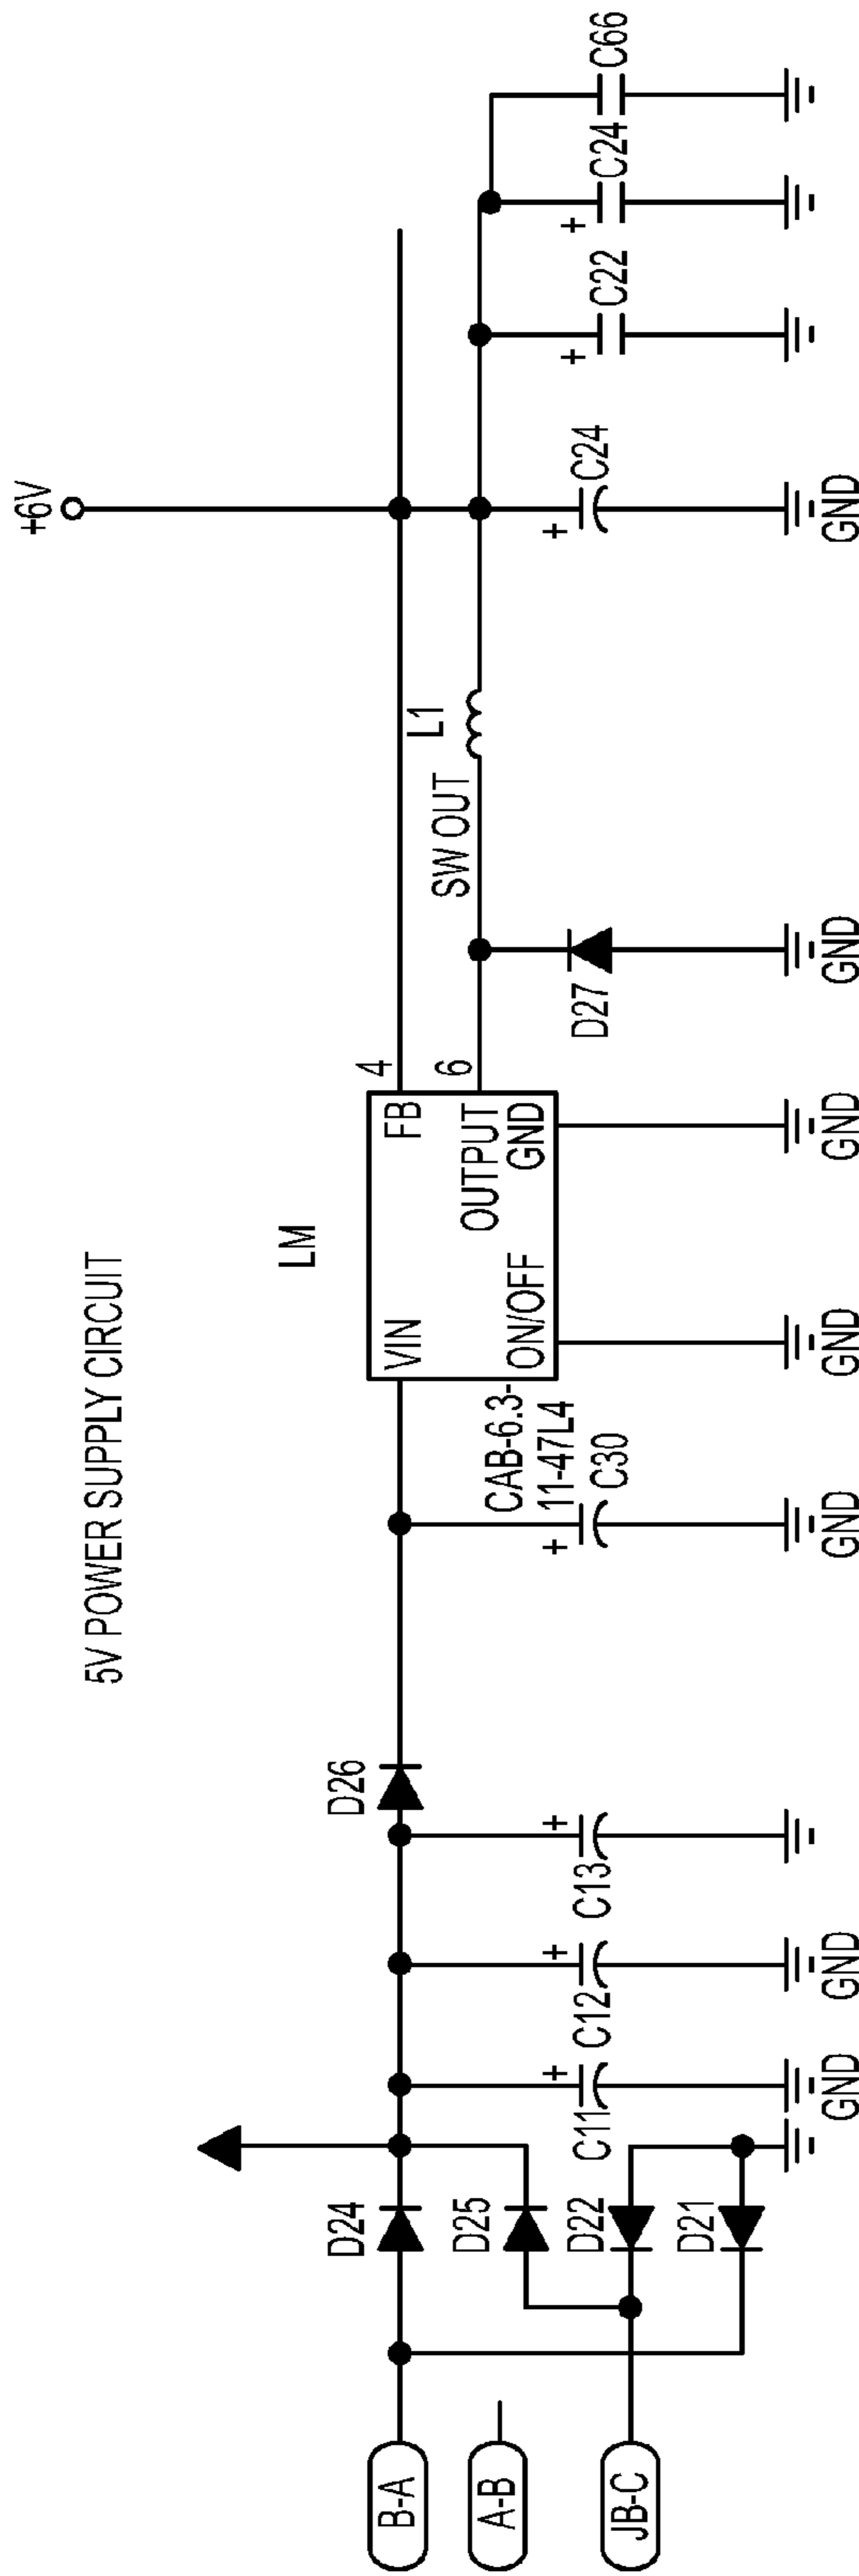 5V POWER SUPPLY CIRCUIT
+6V
LM
VIN
FB
4
OUTPUT
6
ON/OFF
GND
B-A
A-B
JB-C
D24
D25
D22
D21
D26
C11
C12
C13
CAB-6.3-
11-47L4
C30
D27
SW OUT
L1
C24
C22
C24
C66
+
+
+
+
+
+
+
GND
GND
GND
GND
GND
GND
GND